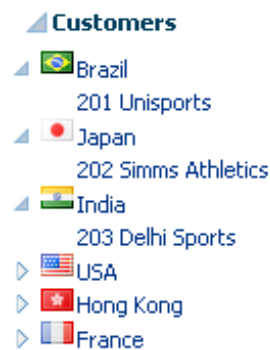 Customers
Brazil
201 Unisports
Japan
202 Simms Athletics
India
203 Delhi Sports
USA
Hong Kong
France